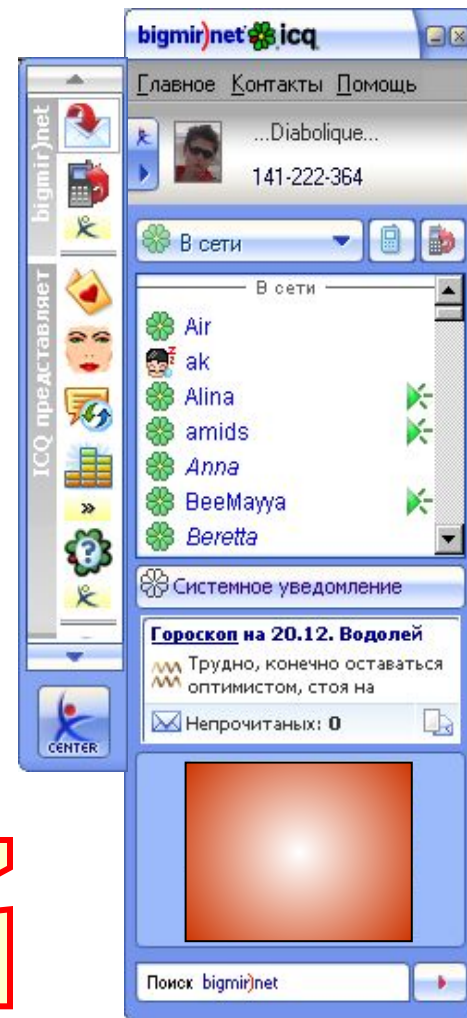 bigmir)net icq
Главное Контакты Помощь
...Diabolique...
141-222-364
В сети
В сети
Air
ak
Alina
amids
Anna
BeeMayya
Beretta
Системное уведомление
Гороскоп на 20.12. Водолей
Трудно, конечно оставаться
оптимистом, стоя на
Непрочитаных: 0
Поиск bigmir)net
bigmir)net
ICQ представляет
»
CENTER